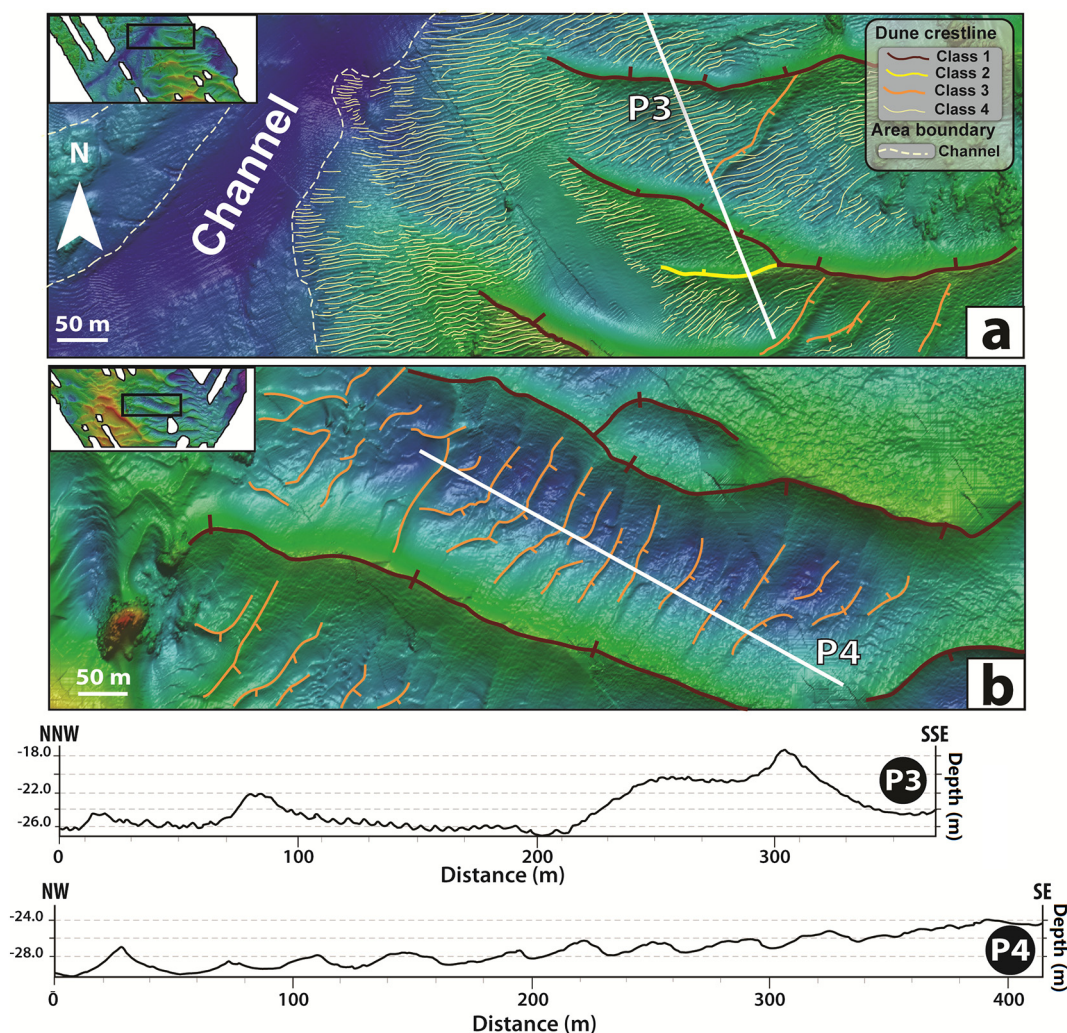 Dune crestline
Class 1
Class 2
Class 3
Class 4
Area boundary
Channel
P3
N
Channel
50 m
a
50 m
P4
b
NNW
SSE
-18.0
-22.0
-26.0
Depth (m)
P3
0
100
200
300
Distance (m)
NW
SE
-24.0
-28.0
Depth (m)
P4
0
100
200
300
400
Distance (m)